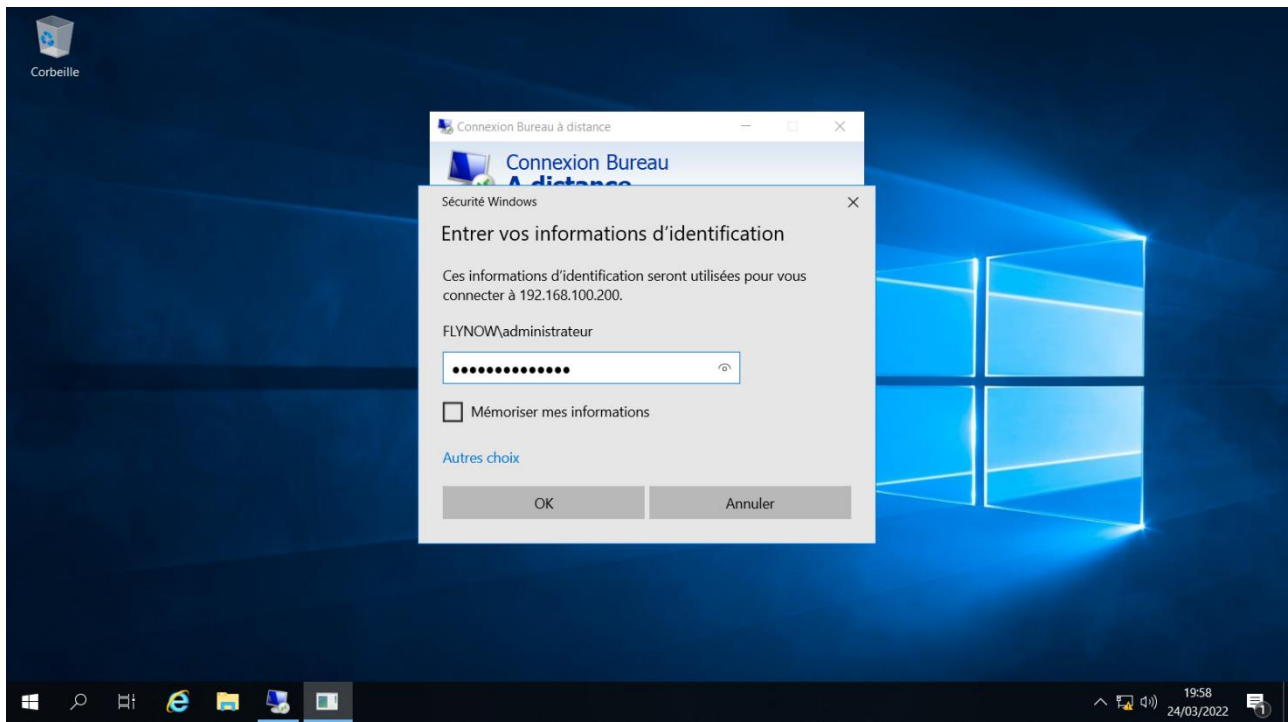 Corbeille
Connexion Bureau à distance
Connexion Bureau
A distance
Sécurité Windows
Entrer vos informations d'identification
Ces informations d'identification seront utilisées pour vous
connecter à 192.168.100.200.
FLYNOW\administrateur
Mémoriser mes informations
Autres choix
OK
Annuler
19:58
24/03/2022
1